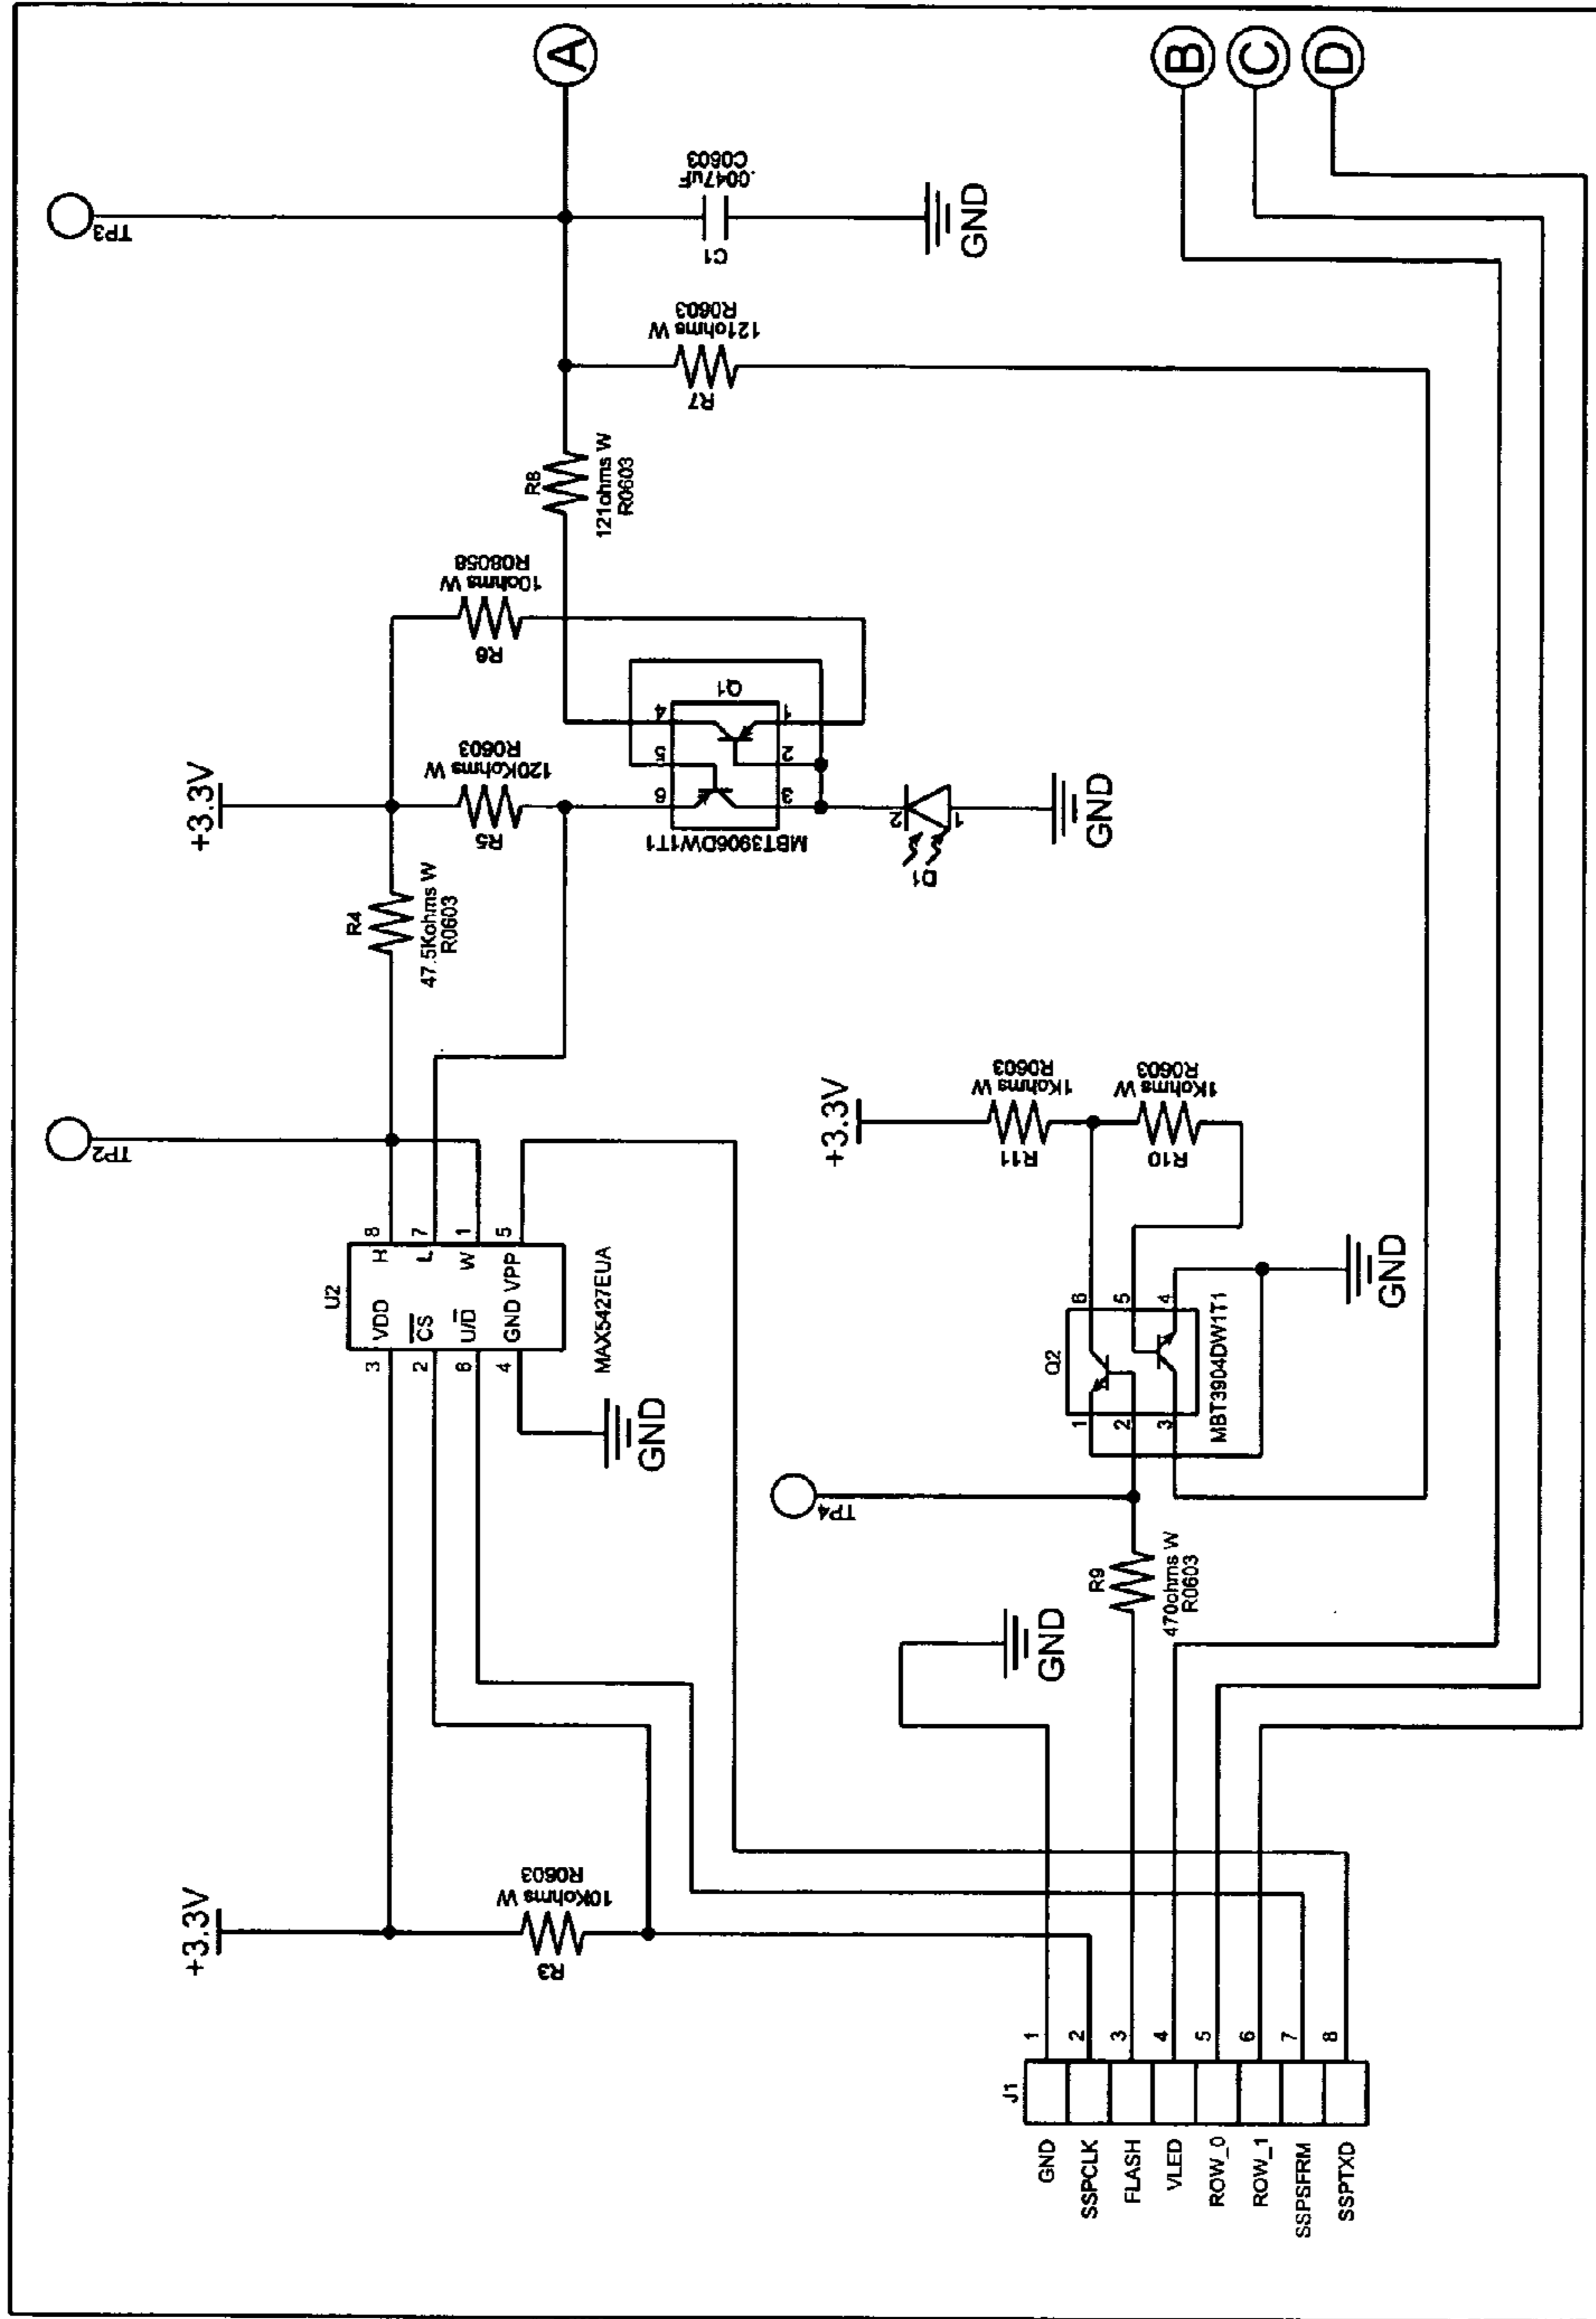 A
B
C
D
TP3
.0047uF
C0603
C1
GND
121ohms W
R0603
R7
R8
121ohms W
R0603
10ohms W
R08058
R6
+3.3V
120Kohms W
R0603
R5
R4
47.5Kohms W
R0603
Q1
4
1
5
2
6
3
MBT3906DW1T1
2
1
D1
GND
TP2
U2
VDD
H
CS
L
U/D
W
GND VPP
3
2
6
4
8
7
1
5
MAX5427EUA
GND
+3.3V
1Kohms W
R0603
R11
1Kohms W
R0603
R10
Q2
1
2
3
6
5
4
MBT3904DW1T1
GND
TP4
R9
470ohms W
R0603
GND
+3.3V
10Kohms W
R0603
R3
J1
GND 1
SSPCLK 2
FLASH 3
VLED 4
ROW_0 5
ROW_1 6
SSPSFRM 7
SSPTXD 8